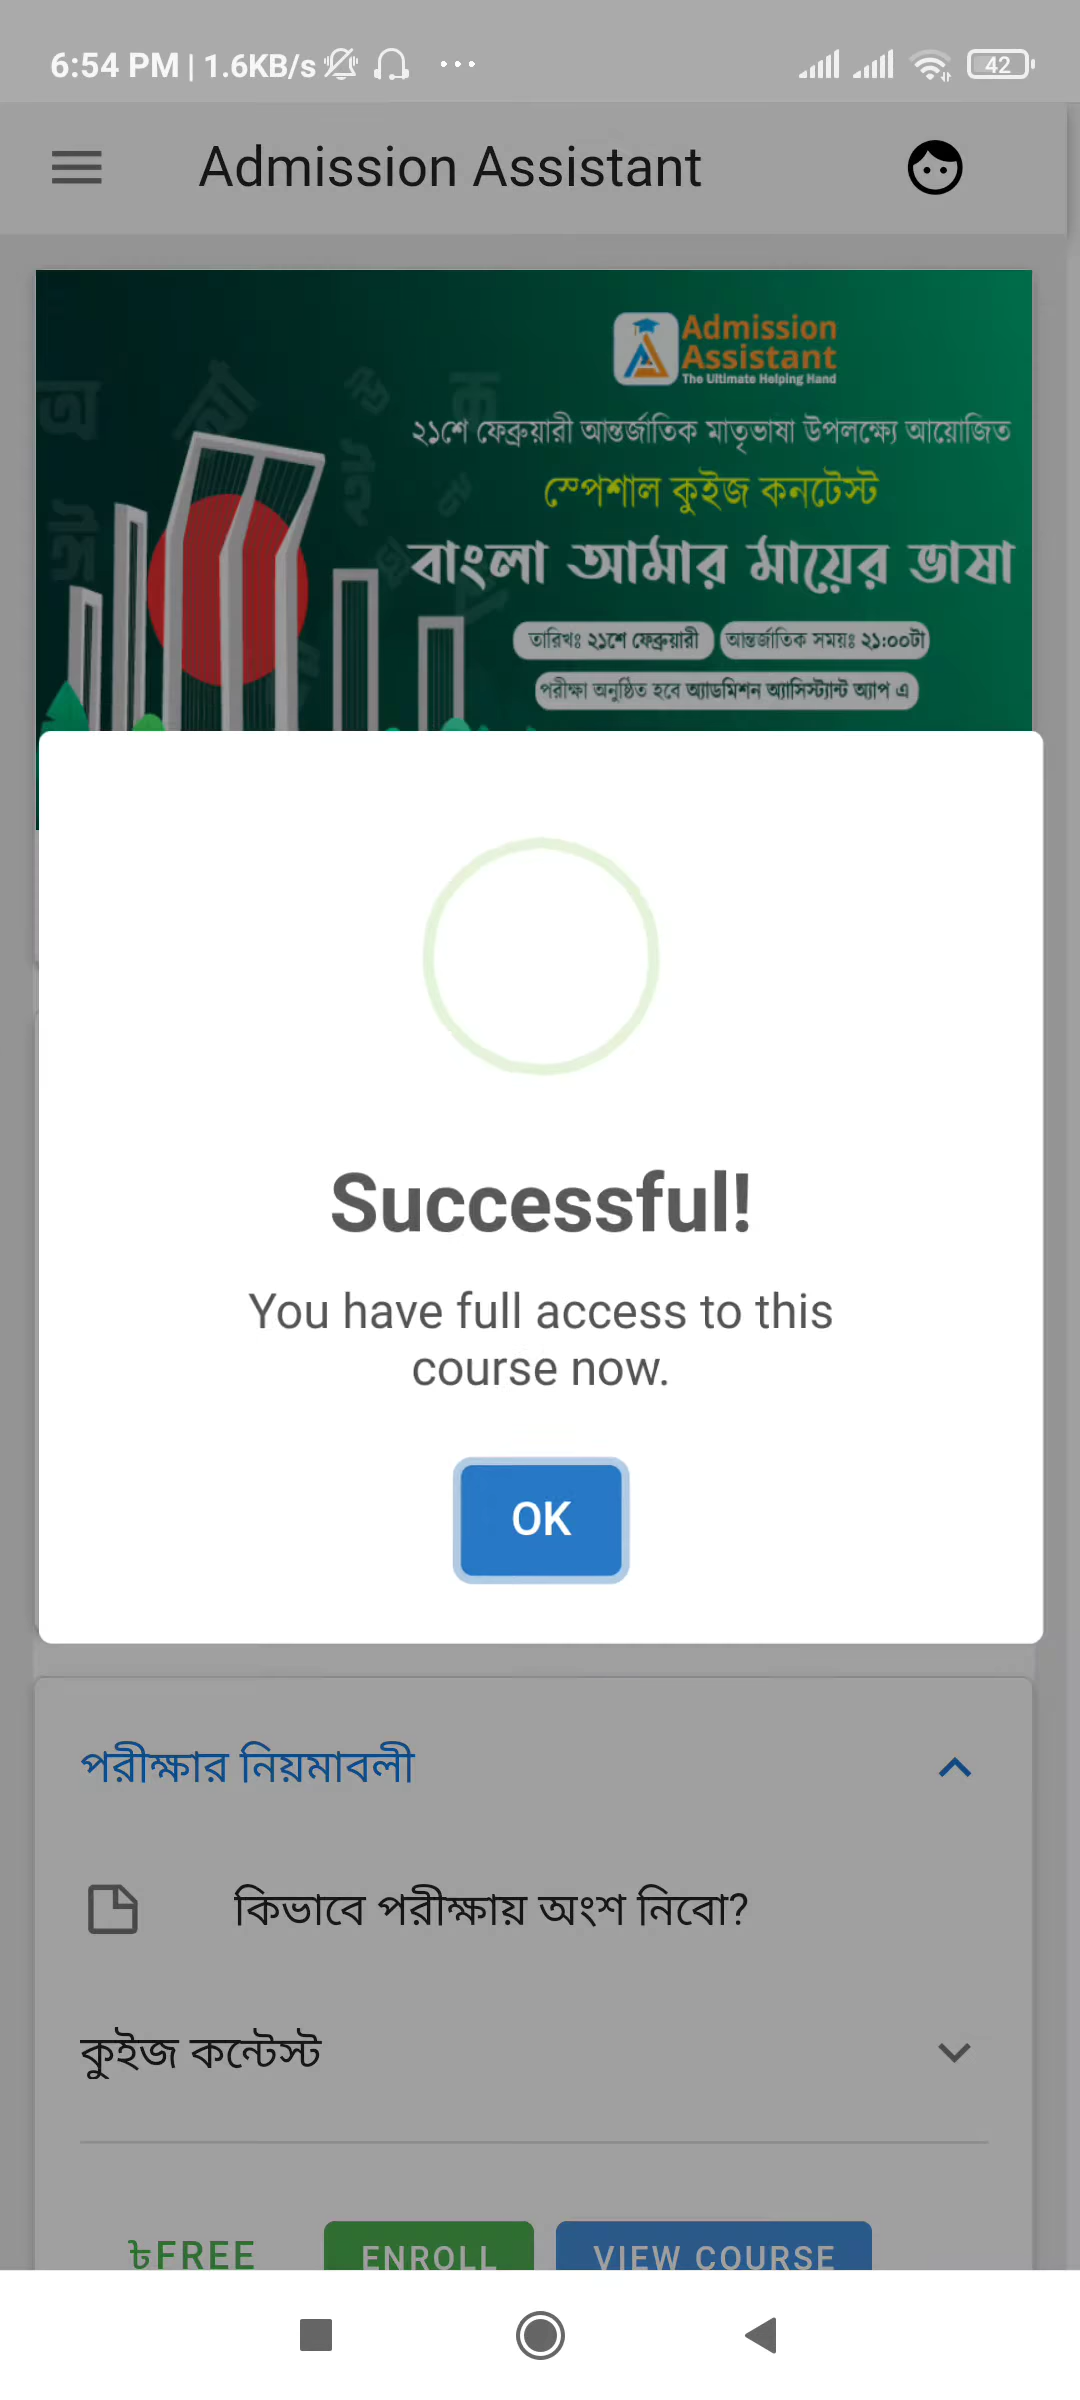 6:54 PM | 1.6KB/s
42
Admission Assistant
Admission
Assistant
The Ultimate Helping Hand
২১শে ফেব্রুয়ারী আন্তর্জাতিক মাতৃভাষা উপলক্ষ্যে আয়োজিত
স্পেশাল কুইজ কনটেস্ট
বাংলা আমার মায়ের ভাষা
তারিখঃ ২১শে ফেব্রুয়ারী
আন্তর্জাতিক সময়ঃ ২১:০০টা
পরীক্ষা অনুষ্ঠিত হবে অ্যাডমিশন অ্যাসিস্ট্যান্ট অ্যাপ এ
Successful!
You have full access to this
course now.
OK
পরীক্ষার নিয়মাবলী
কিভাবে পরীক্ষায় অংশ নিবো?
কুইজ কন্টেস্ট
৳FREE
ENROLL
VIEW COURSE